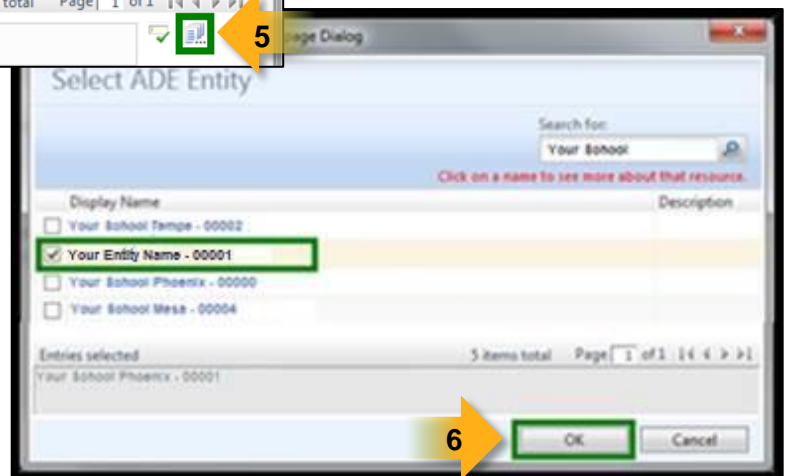 total Page 1 of 1
5
page Dialog
Select ADE Entity
Search for:
Your School
Click on a name to see more about that resource.
Display Name Description
Your School Tempe - 00002
Your Entity Name - 00001
Your School Phoenix - 00000
Your School Mesa - 00004
Entries selected 5 items total Page 1 of 1
Your School Phoenix - 00001
6 OK Cancel